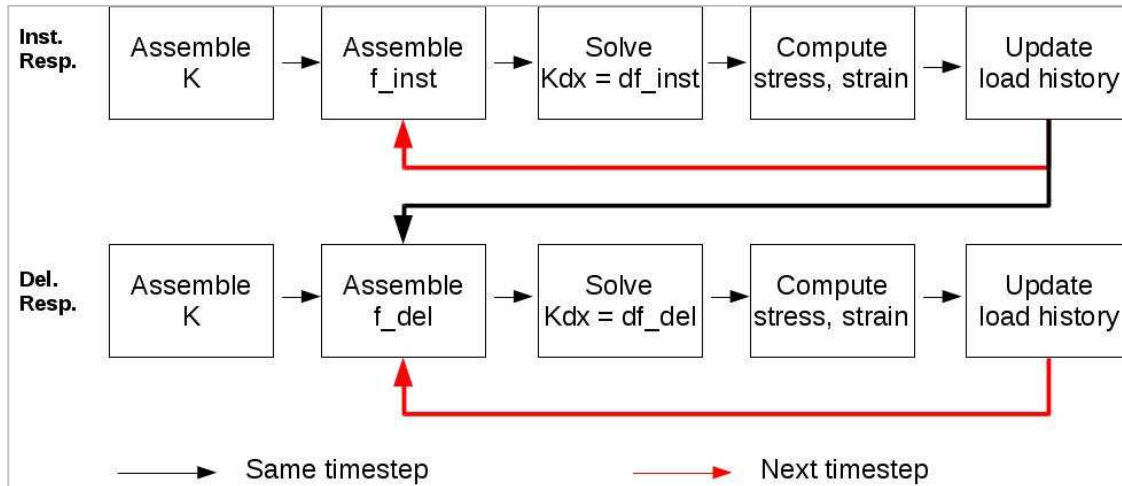 Inst.
Resp.
Assemble
K
Assemble
f_inst
Solve
Kdx = df_inst
Compute
stress, strain
Update
load history
Del.
Resp.
Assemble
K
Assemble
f_del
Solve
Kdx = df_del
Compute
stress, strain
Update
load history
Same timestep
Next timestep